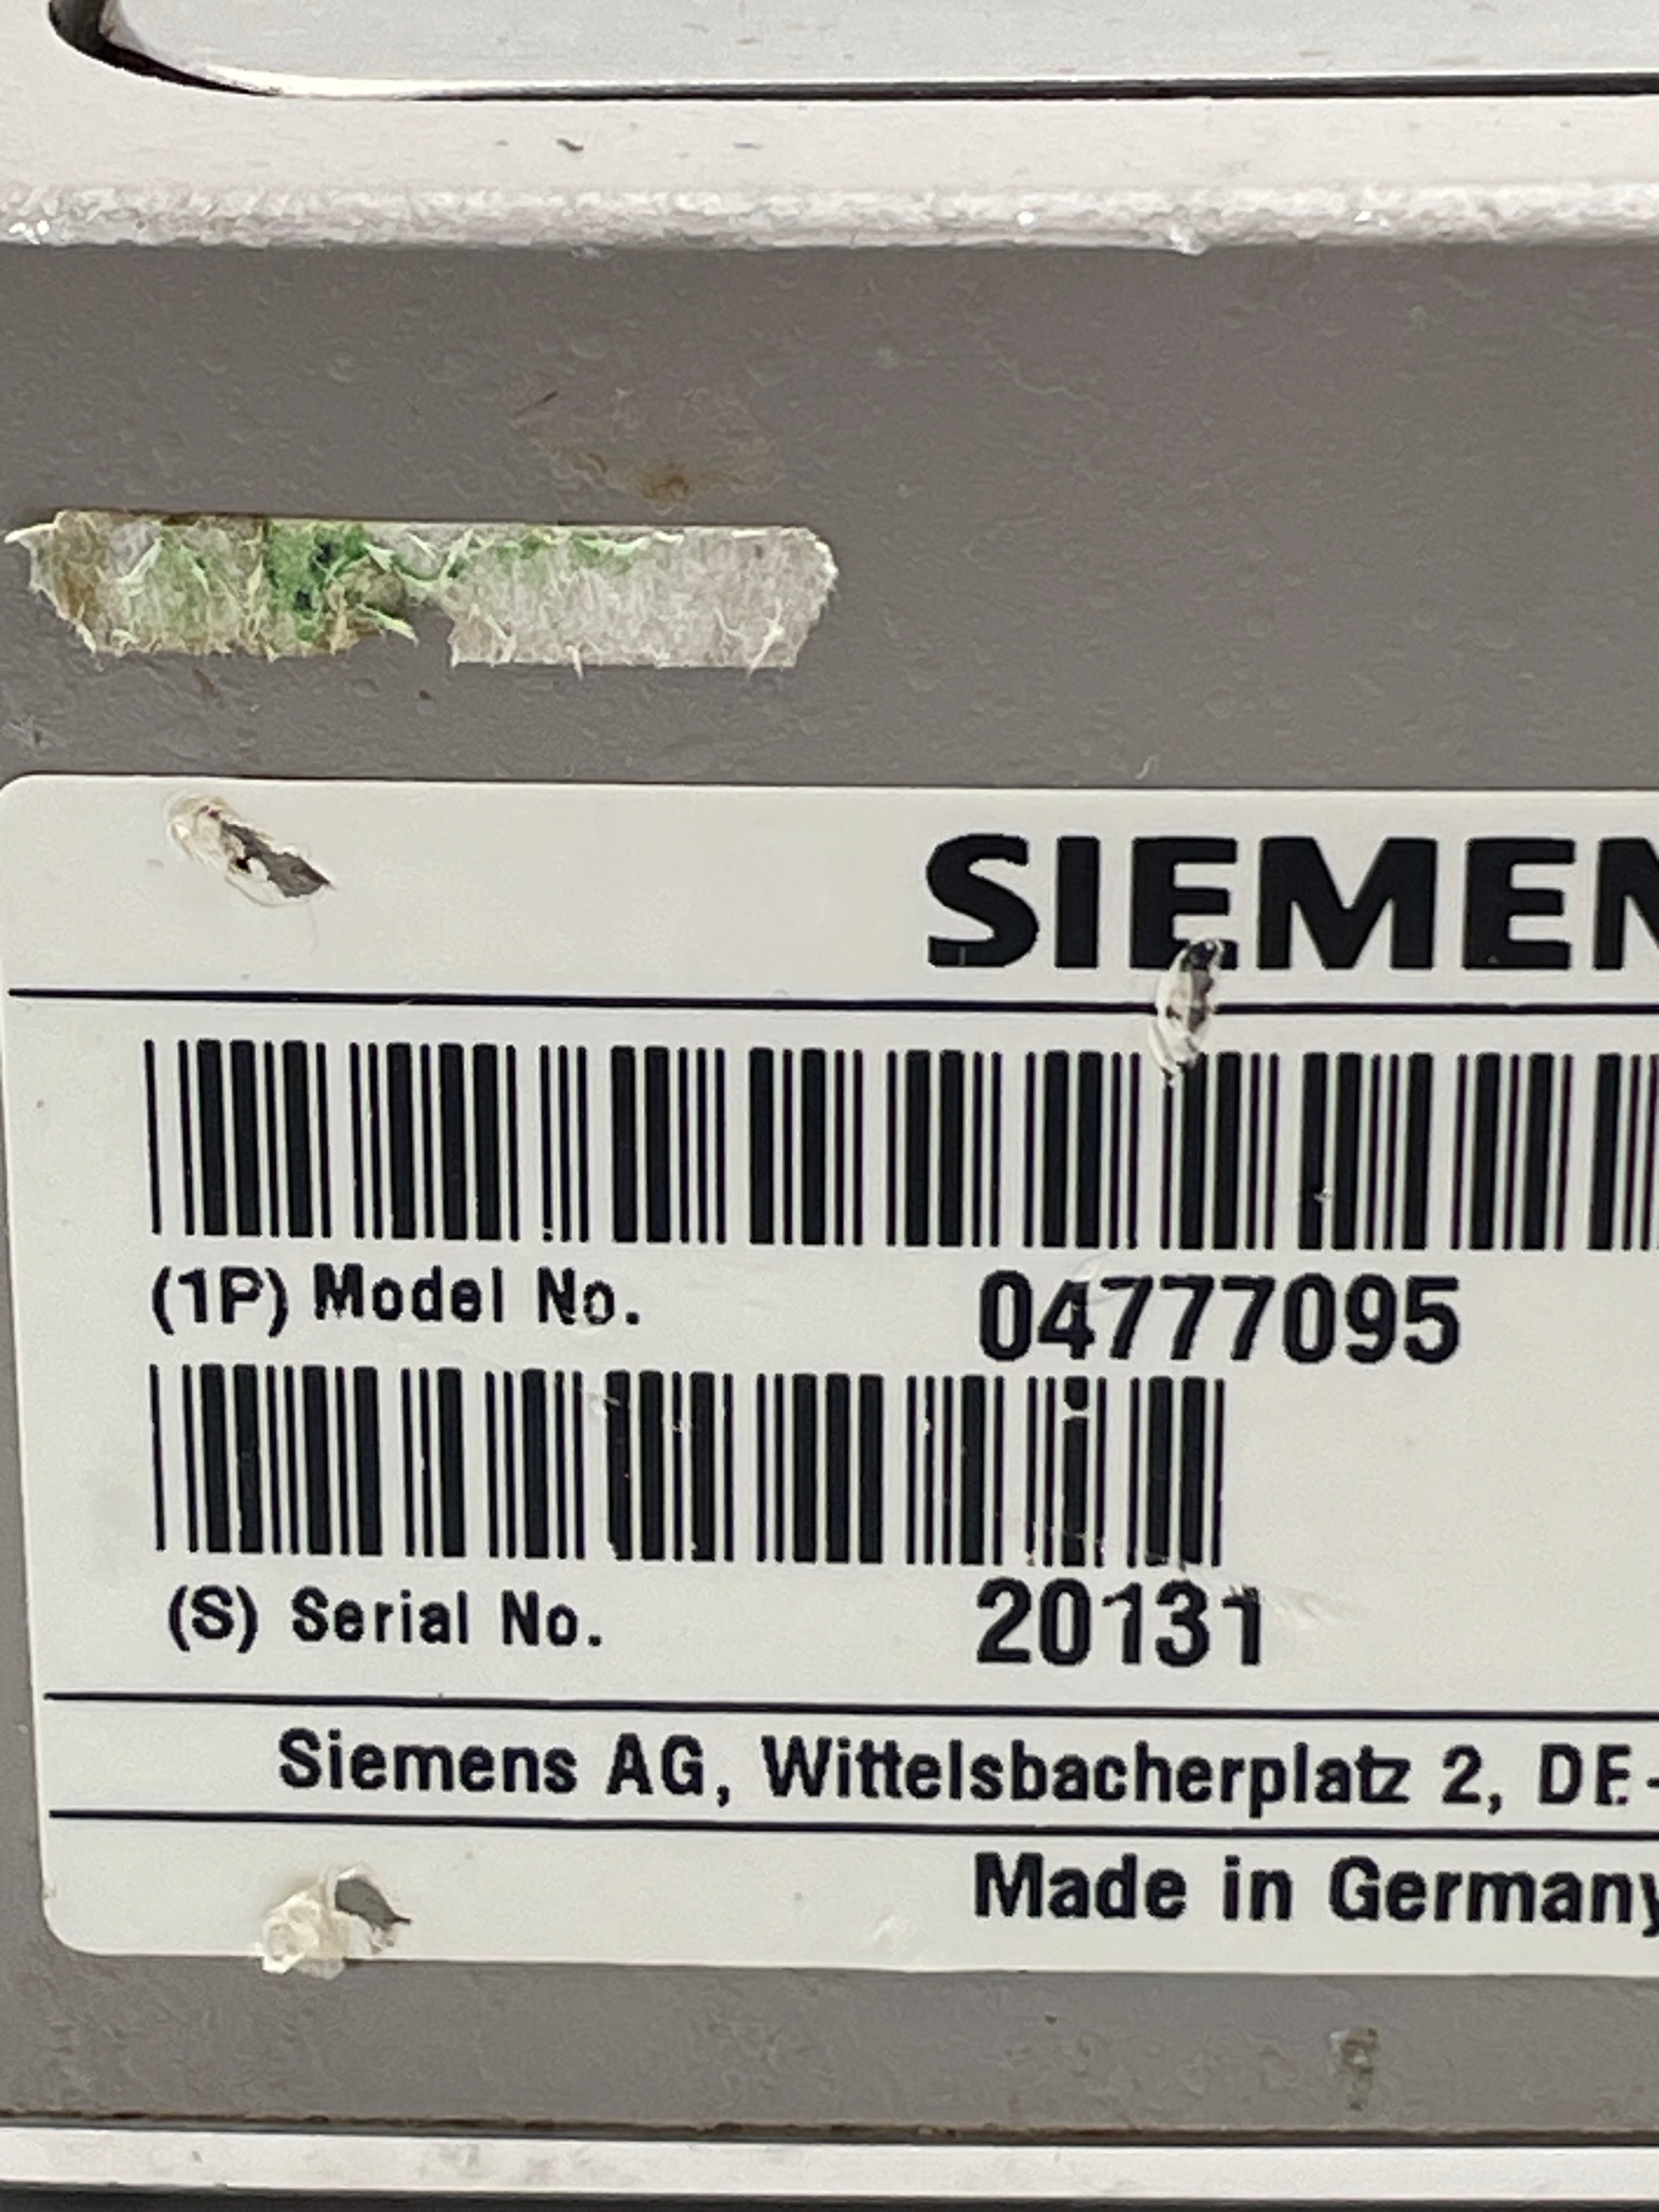 SIEMEN
(1P) Model No. 04777095
(S) Serial No. 20131
Siemens AG, Wittelsbacherplatz 2, DE-
Made in Germany